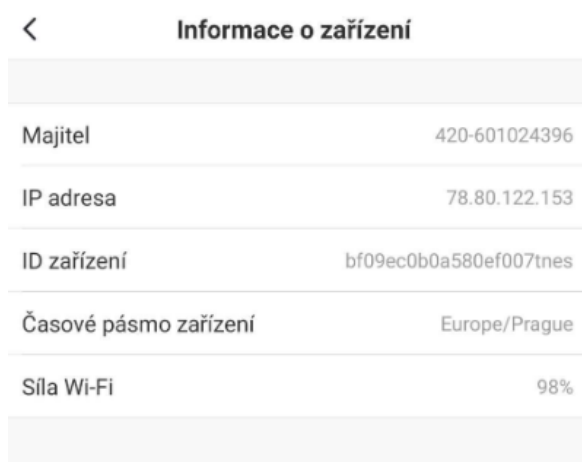 Informace o zařízení
Majitel 420-601024396
IP adresa 78.80.122.153
ID zařízení bf09ec0b0a580ef007tnes
Časové pásmo zařízení Europe/Prague
Síla Wi-Fi 98%